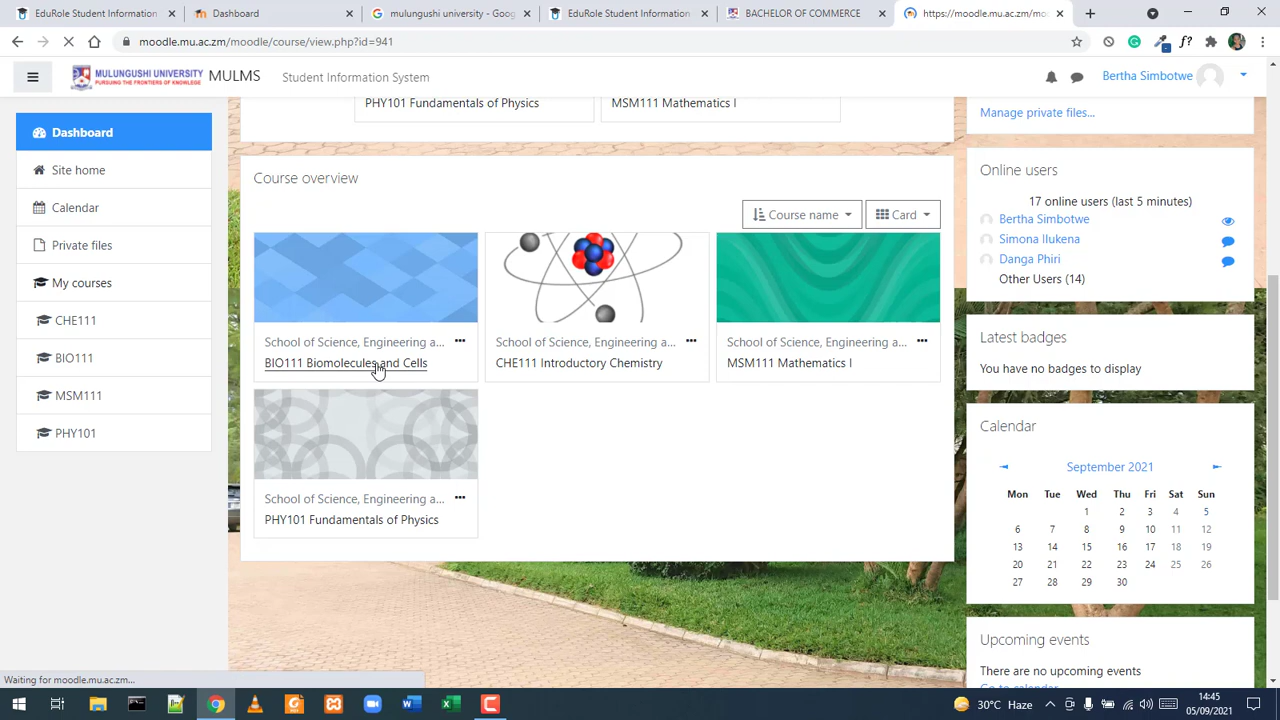 EduRole Student Information
Dashboard
mulungushi university - Goog
EduRole Student Information
BACHELOR OF COMMERCE
https://moodle.mu.ac.zm/mo
moodle.mu.ac.zm/moodle/course/view.php?id=941
MULUNGUSHI UNIVERSITY
PURSUING THE FRONTIERS OF KNOWLEDGE
MULMS
Student Information System
Bertha Simbotwe
Dashboard
Site home
Calendar
Private files
My courses
CHE111
BIO111
MSM111
PHY101
PHY101 Fundamentals of Physics
MSM111 Mathematics I
Course overview
Course name
Card
School of Science, Engineering a...
BIO111 Biomolecules and Cells
School of Science, Engineering a...
CHE111 Introductory Chemistry
School of Science, Engineering a...
MSM111 Mathematics I
School of Science, Engineering a...
PHY101 Fundamentals of Physics
Manage private files...
Online users
17 online users (last 5 minutes)
Bertha Simbotwe
Simona Ilukena
Danga Phiri
Other Users (14)
Latest badges
You have no badges to display
Calendar
◄ September 2021 ►
Mon Tue Wed Thu Fri Sat Sun
1 2 3 4 5
6 7 8 9 10 11 12
13 14 15 16 17 18 19
20 21 22 23 24 25 26
27 28 29 30
Upcoming events
There are no upcoming events
Go to calendar...
Waiting for moodle.mu.ac.zm...
30°C Haze
14:45
05/09/2021